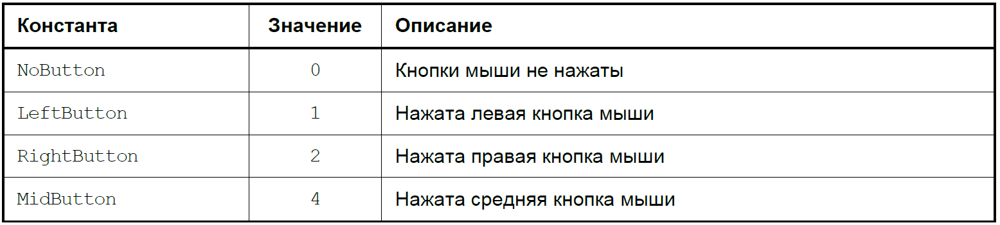 Константа Значение Описание
NoButton 0 Кнопки мыши не нажаты
LeftButton 1 Нажата левая кнопка мыши
RightButton 2 Нажата правая кнопка мыши
MidButton 4 Нажата средняя кнопка мыши